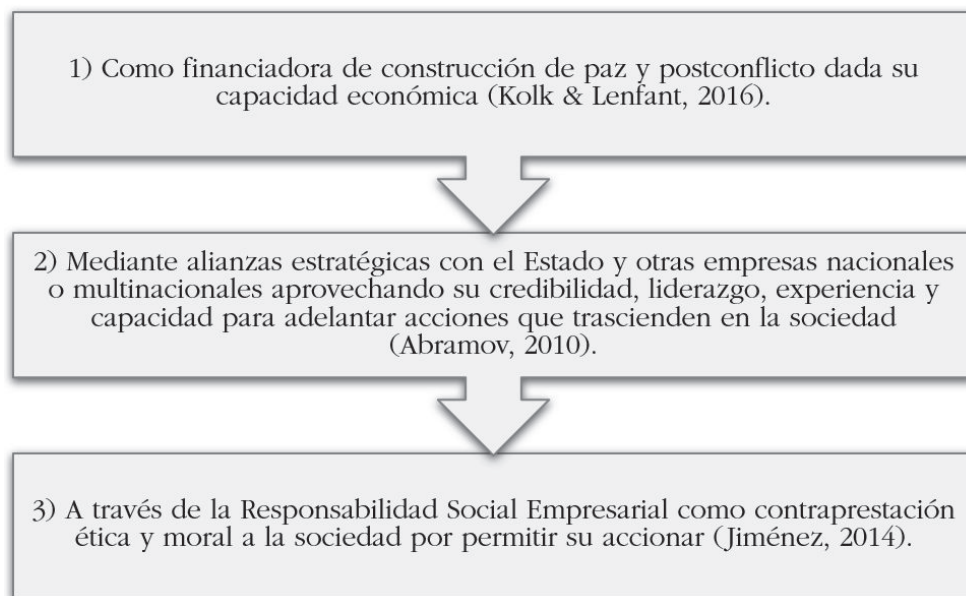 1) Como financiadora de construcción de paz y postconflicto dada su
capacidad económica (Kolk & Lenfant, 2016).
2) Mediante alianzas estratégicas con el Estado y otras empresas nacionales
o multinacionales aprovechando su credibilidad, liderazgo, experiencia y
capacidad para adelantar acciones que trascienden en la sociedad
(Abramov, 2010).
3) A través de la Responsabilidad Social Empresarial como contraprestación
ética y moral a la sociedad por permitir su accionar (Jiménez, 2014).